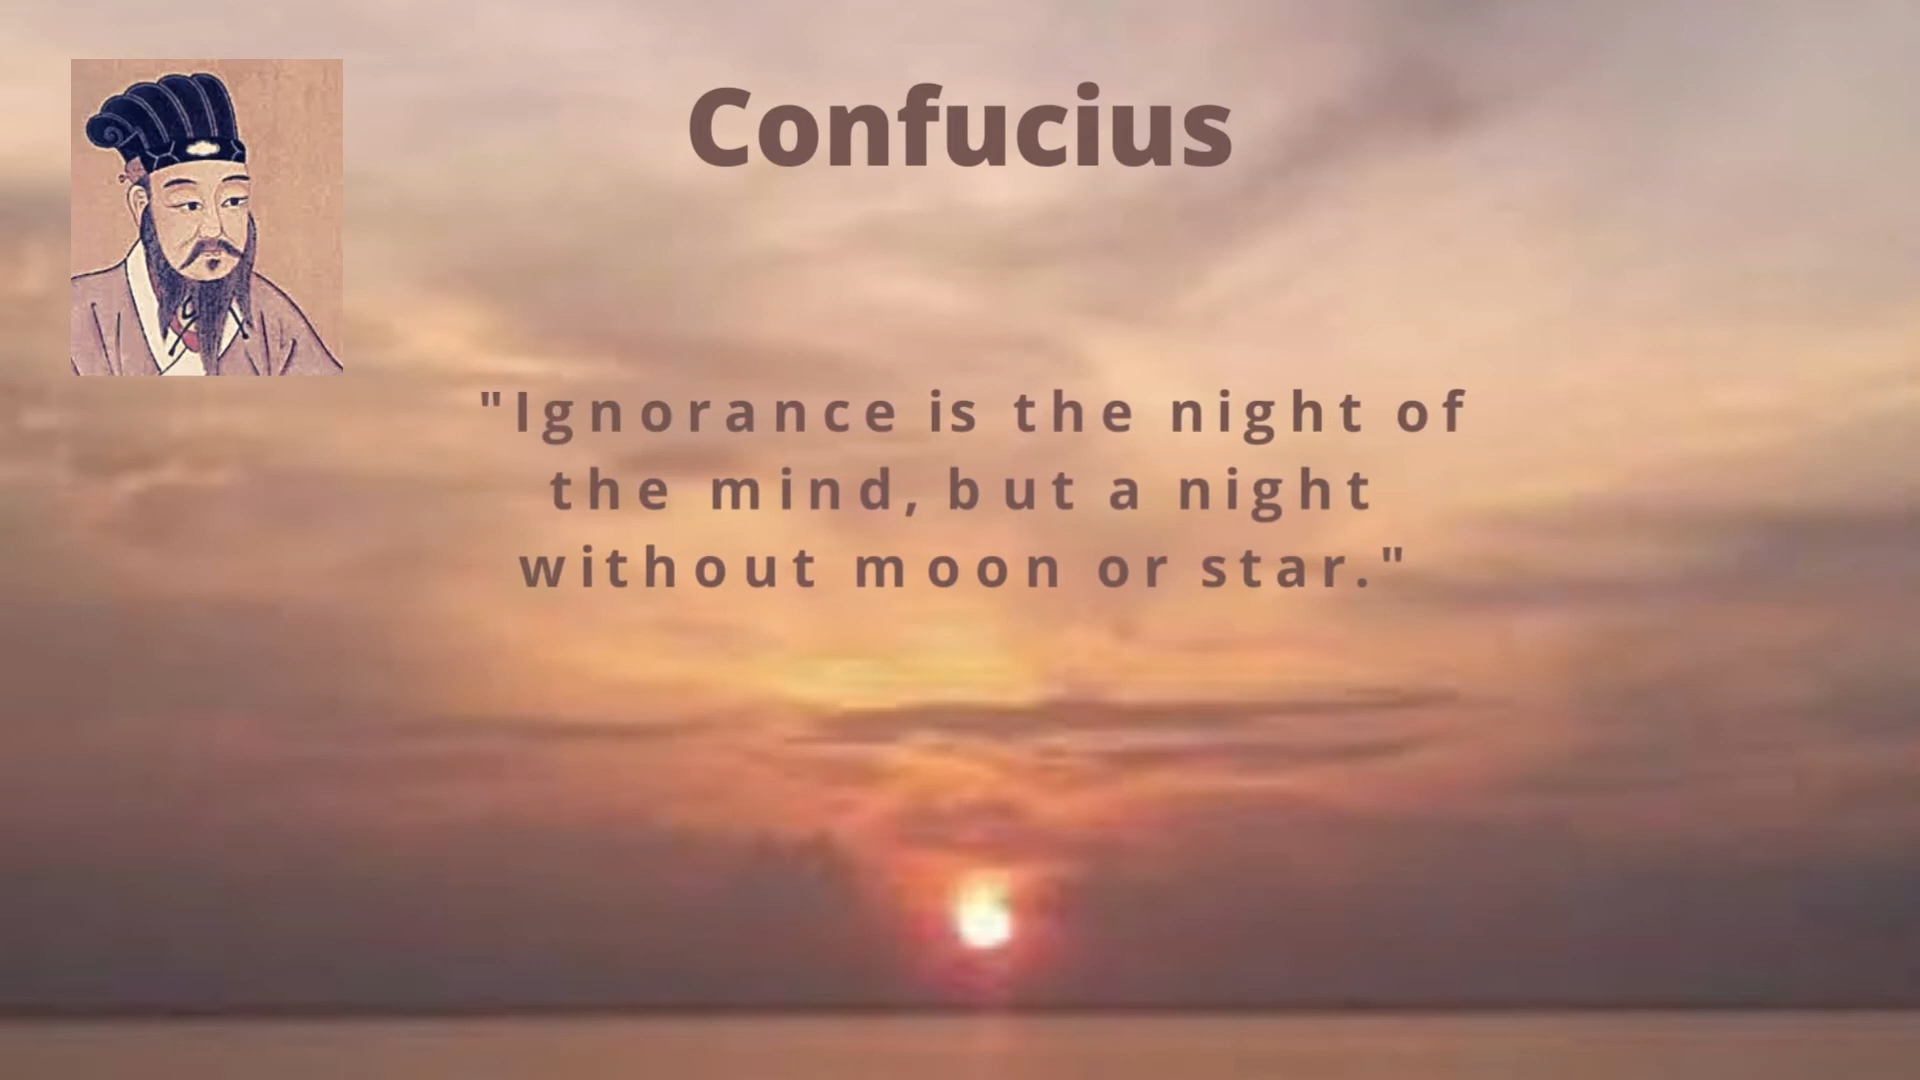 Confucius
"Ignorance is the night of
the mind, but a night
without moon or star."